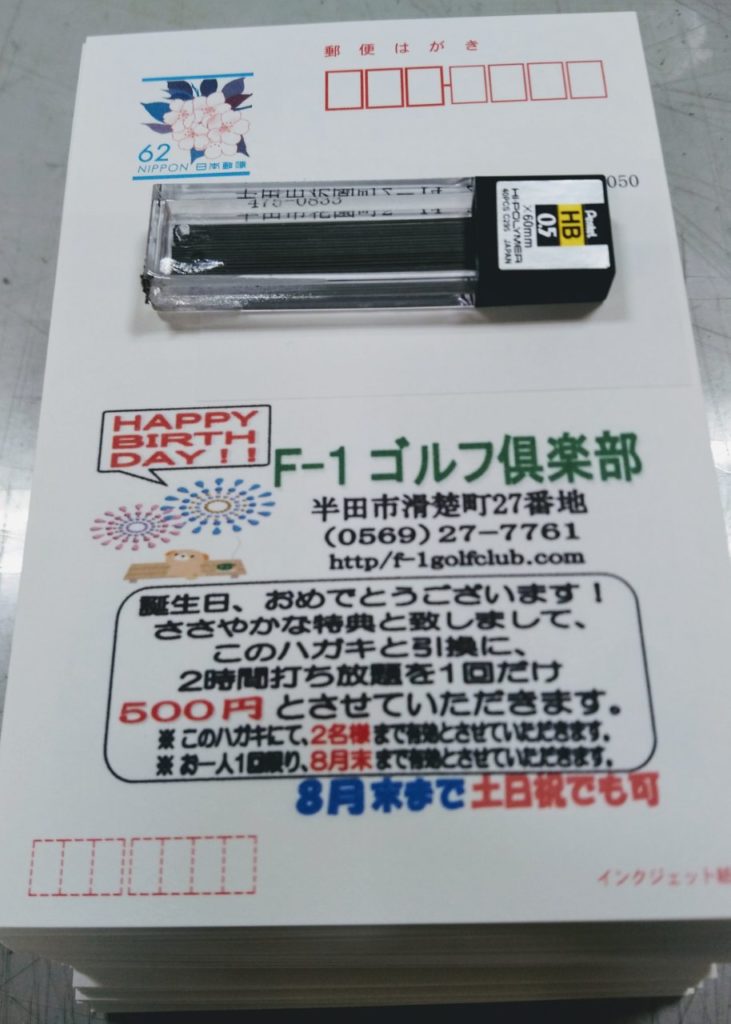 郵便はがき
62
NIPPON 日本郵便
050
475-0833
Pentel
HB
0.5
×60mm
HI-POLYMER
40PCS C295 JAPAN
HAPPY
BIRTH
DAY!!
F-1 ゴルフ倶楽部
半田市滑楚町27番地
(0569)27-7761
http/f-1golfclub.com
誕生日、おめでとうございます!
ささやかな特典と致しまして、
このハガキと引換に、
2時間打ち放題を1回だけ
500円とさせていただきます。
※ このハガキにて、2名様まで有効とさせていただきます。
※ お一人1回限り、8月末まで有効とさせていただきます。
8月末まで土日祝でも可
インクジェット紙